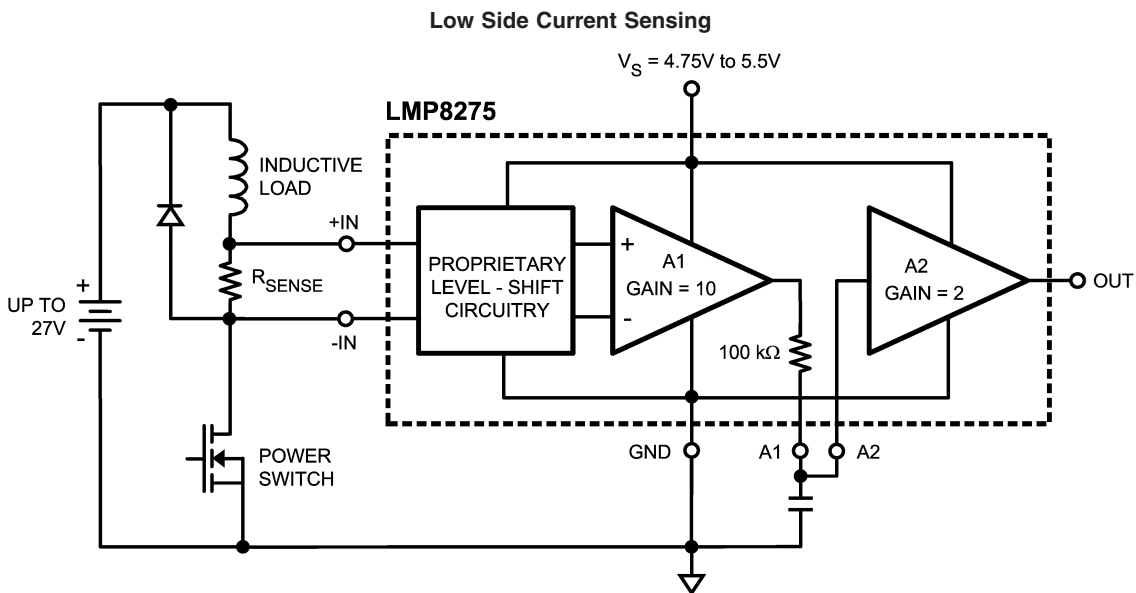 Low Side Current Sensing
V_S = 4.75V to 5.5V
LMP8275
INDUCTIVE
LOAD
+IN
R_SENSE
-IN
+
UP TO
27V
-
PROPRIETARY
LEVEL - SHIFT
CIRCUITRY
+
A1
GAIN = 10
-
A2
GAIN = 2
OUT
100 kΩ
GND
A1
A2
POWER
SWITCH